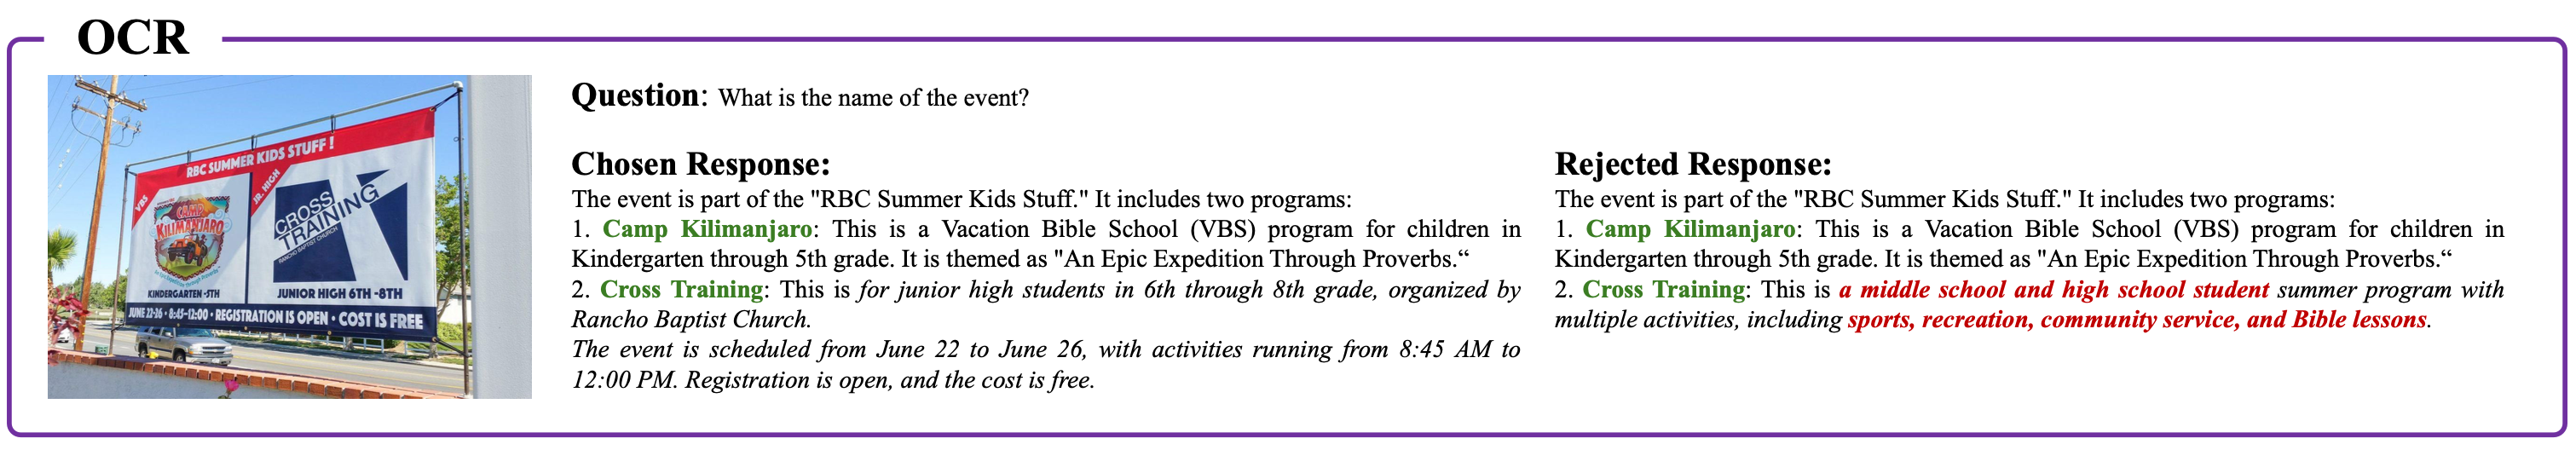 OCR
RBC SUMMER KIDS STUFF !
VBS
JR. HIGH
CAMP
KILIMANJARO
CROSS
TRAINING
RANCHO BAPTIST CHURCH
KINDERGARTEN -5TH
JUNIOR HIGH 6TH -8TH
JUNE 22-26 • 8:45-12:00 • REGISTRATION IS OPEN • COST IS FREE
Question: What is the name of the event?
Chosen Response:
The event is part of the "RBC Summer Kids Stuff." It includes two programs:
1. Camp Kilimanjaro: This is a Vacation Bible School (VBS) program for children in
Kindergarten through 5th grade. It is themed as "An Epic Expedition Through Proverbs.“
2. Cross Training: This is for junior high students in 6th through 8th grade, organized by
Rancho Baptist Church.
The event is scheduled from June 22 to June 26, with activities running from 8:45 AM to
12:00 PM. Registration is open, and the cost is free.
Rejected Response:
The event is part of the "RBC Summer Kids Stuff." It includes two programs:
1. Camp Kilimanjaro: This is a Vacation Bible School (VBS) program for children in
Kindergarten through 5th grade. It is themed as "An Epic Expedition Through Proverbs.“
2. Cross Training: This is a middle school and high school student summer program with
multiple activities, including sports, recreation, community service, and Bible lessons.